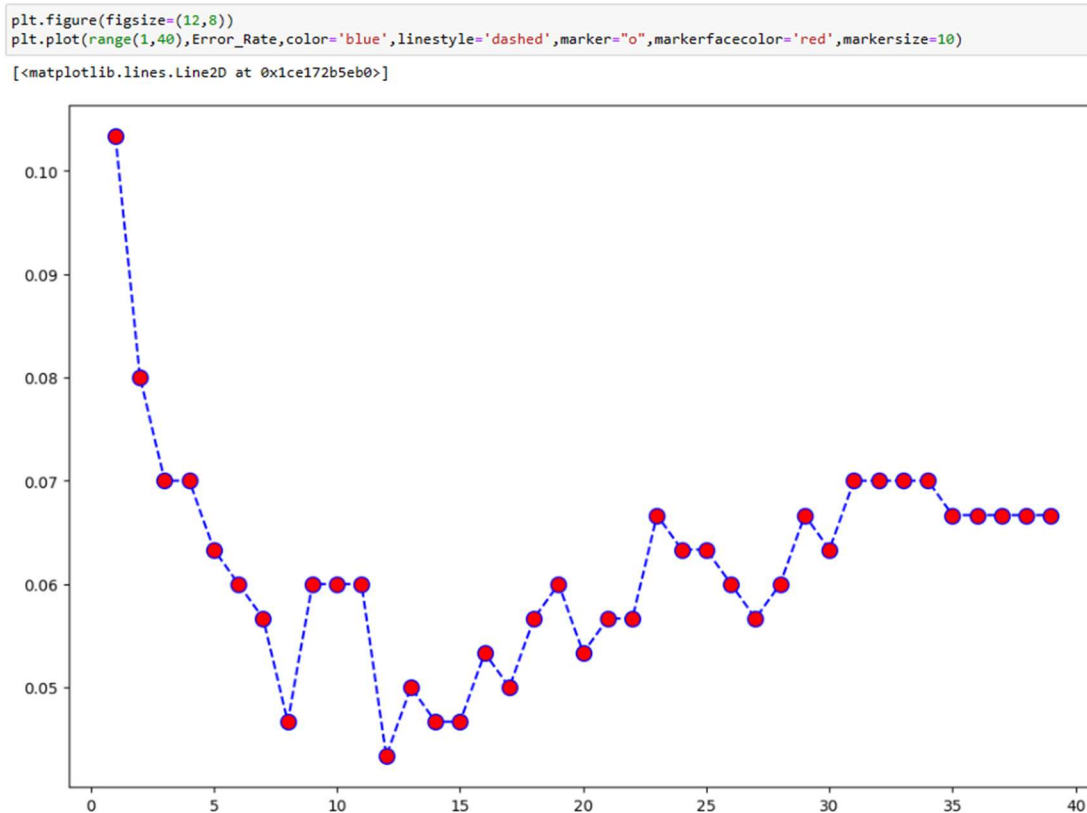 plt.figure(figsize=(12,8))
plt.plot(range(1,40),Error_Rate,color='blue',linestyle='dashed',marker="o",markerfacecolor='red',markersize=10)
[<matplotlib.lines.Line2D at 0x1ce172b5eb0>]
0.10
0.09
0.08
0.07
0.06
0.05
0 5 10 15 20 25 30 35 40